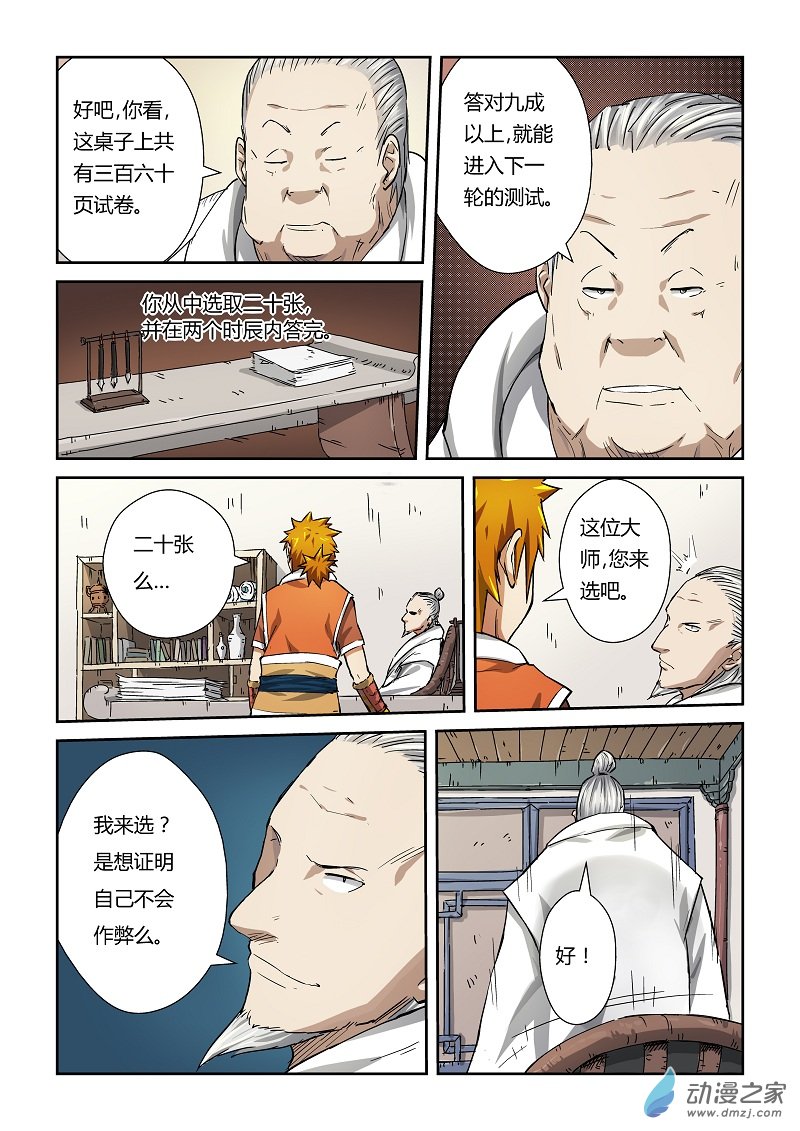 好吧，你看，
这桌子上共
有三百六十
页试卷。
你从中选取二十张，
并在两个时辰内答完。
答对九成
以上，就能
进入下一
轮的测试。
二十张
么…
这位大
师，您来
选吧。
我来选？
是想证明
自己不会
作弊么。
好！
动漫之家
www.dmzj.com